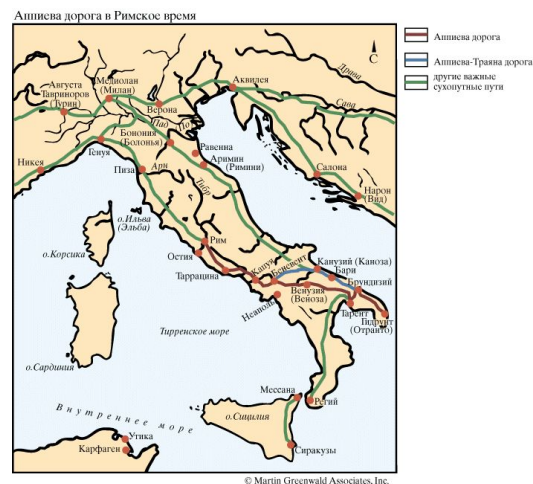 Аппиева дорога в Римское время
Аппиева дорога
Аппиева-Траяна дорога
другие важные
сухопутные пути
С
Драва
Сава
Августа
Тавриноров
(Турин)
Медиолан
(Милан)
Верона
Аквилея
Бонония
(Болонья)
Пад
По
Равенна
Аримин
(Римини)
Никея
Генуя
Пиза
Арн
Тибр
Салона
Нарон
(Вид)
о.Ильва
(Эльба)
о.Корсика
Рим
Остия
Таррацина
Капуя
Беневент
Канузий (Каноза)
Бари
Брундизий
Венузия
(Веноза)
Неаполь
Тарент
Гидрунт
(Отранто)
Тирренское море
о.Сардиния
Мессана
Регий
о.Сицилия
Внутреннее море
Утика
Карфаген
Сиракузы
© Martin Greenwald Associates, Inc.